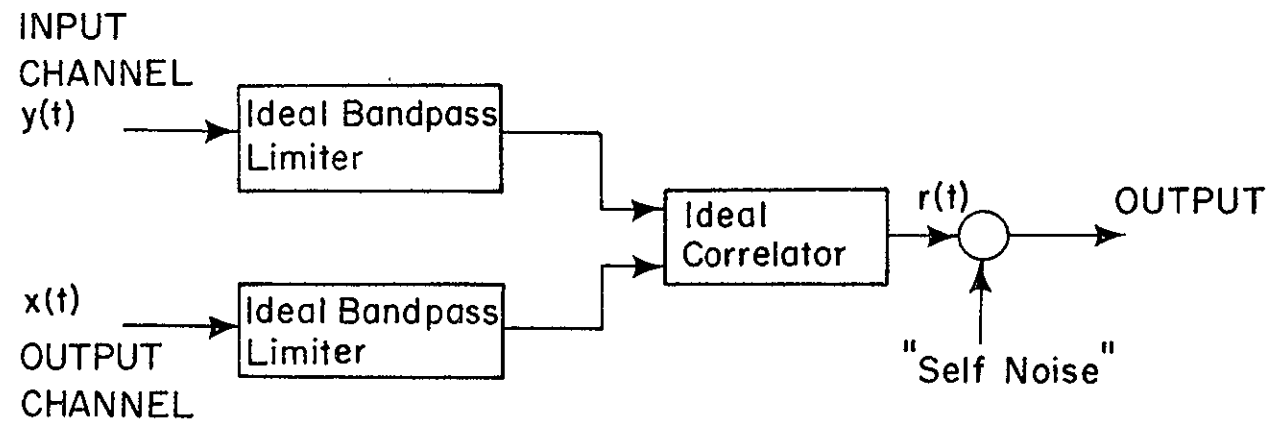 INPUT
CHANNEL
y(t)
Ideal Bandpass
Limiter
Ideal
Correlator
r(t)
OUTPUT
x(t)
OUTPUT
CHANNEL
Ideal Bandpass
Limiter
"Self Noise"